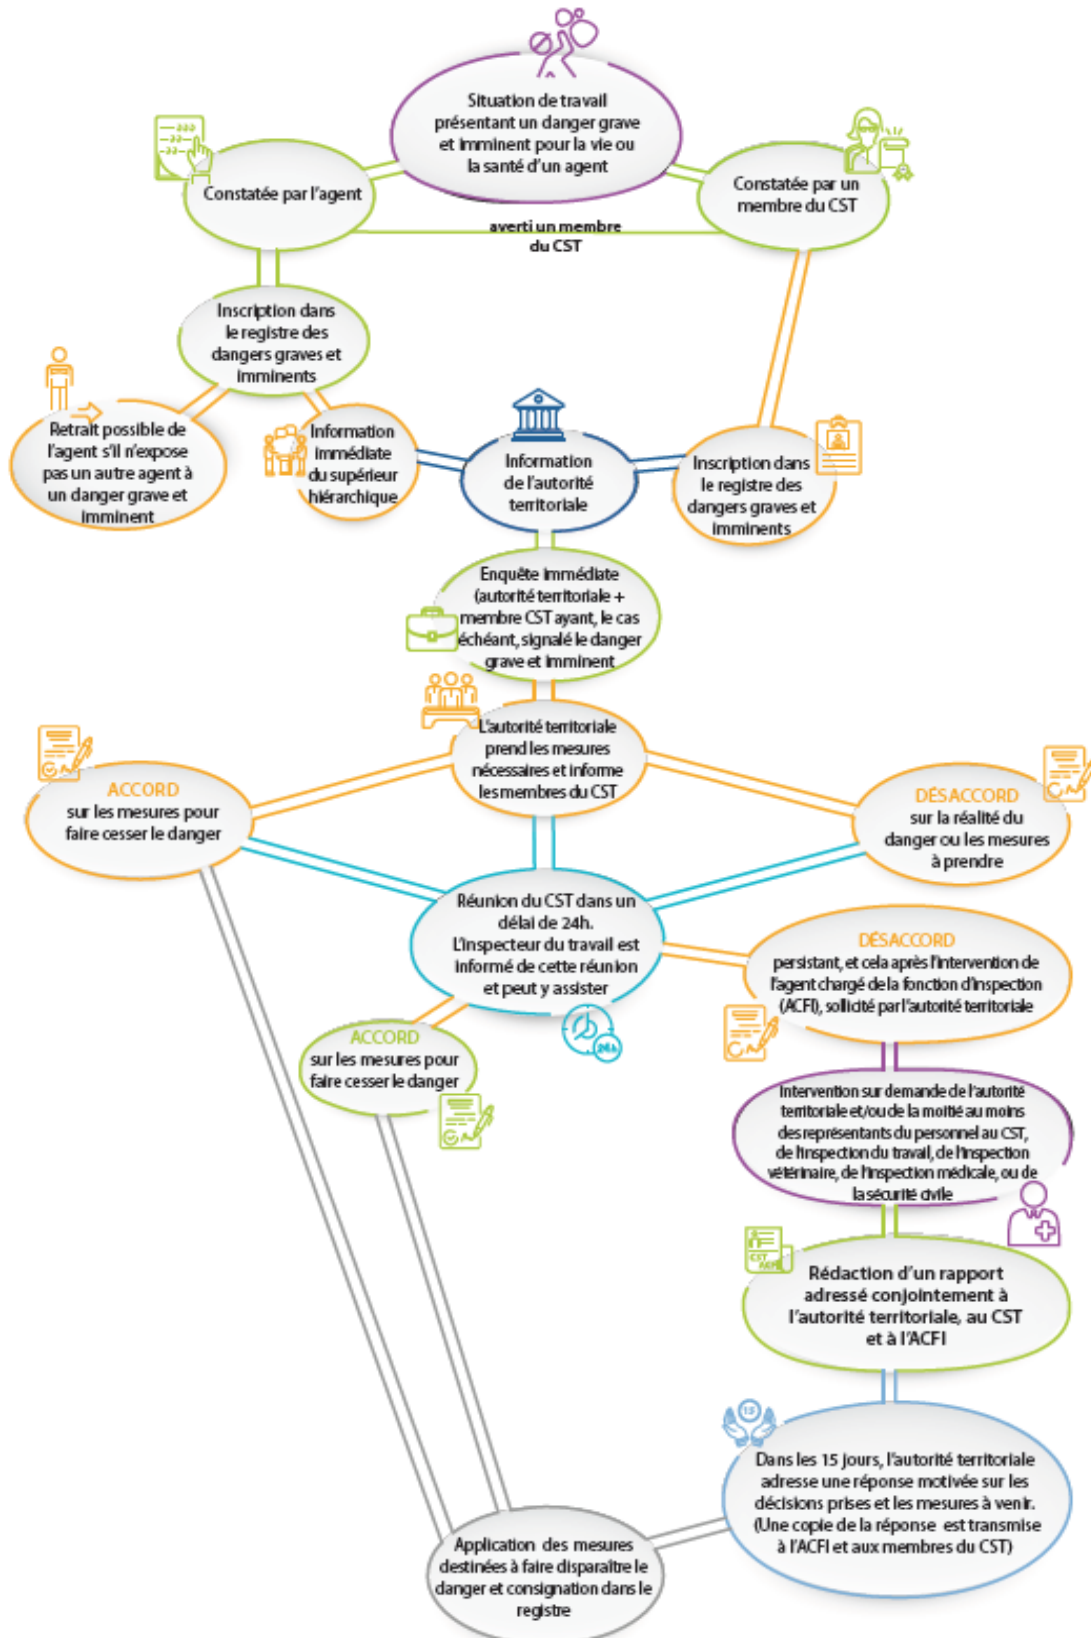 Situation de travail
présentant un danger grave
et imminent pour la vie ou
la santé d'un agent
Constatée par l'agent
Constatée par un
membre du CST
averti un membre
du CST
Inscription dans
le registre des
dangers graves et
imminents
Retrait possible de
l'agent s'il n'expose
pas un autre agent à
un danger grave et
imminent
Information
immédiate
du supérieur
hiérarchique
Information
de l'autorité
territoriale
Inscription dans
le registre des
dangers graves et
imminents
Enquête immédiate
(autorité territoriale +
membre CST ayant, le cas
échéant, signalé le danger
grave et imminent
L'autorité territoriale
prend les mesures
nécessaires et informe
les membres du CST
ACCORD
sur les mesures pour
faire cesser le danger
DÉSACCORD
sur la réalité du
danger ou les mesures
à prendre
Réunion du CST dans un
délai de 24h.
L'inspecteur du travail est
informé de cette réunion
et peut y assister
24h
DÉSACCORD
persistant, et cela après l'intervention de
l'agent chargé de la fonction d'inspection
(ACFI), sollicité par l'autorité territoriale
ACCORD
sur les mesures pour
faire cesser le danger
Intervention sur demande de l'autorité
territoriale et/ou de la moitié au moins
des représentants du personnel au CST,
de l'inspection du travail, de l'inspection
vétérinaire, de l'inspection médicale, ou de
la sécurité civile
CST
ACFI
Rédaction d'un rapport
adressé conjointement à
l'autorité territoriale, au CST
et à l'ACFI
15
Dans les 15 jours, l'autorité territoriale
adresse une réponse motivée sur les
décisions prises et les mesures à venir.
(Une copie de la réponse est transmise
à l'ACFI et aux membres du CST)
Application des mesures
destinées à faire disparaître le
danger et consignation dans le
registre